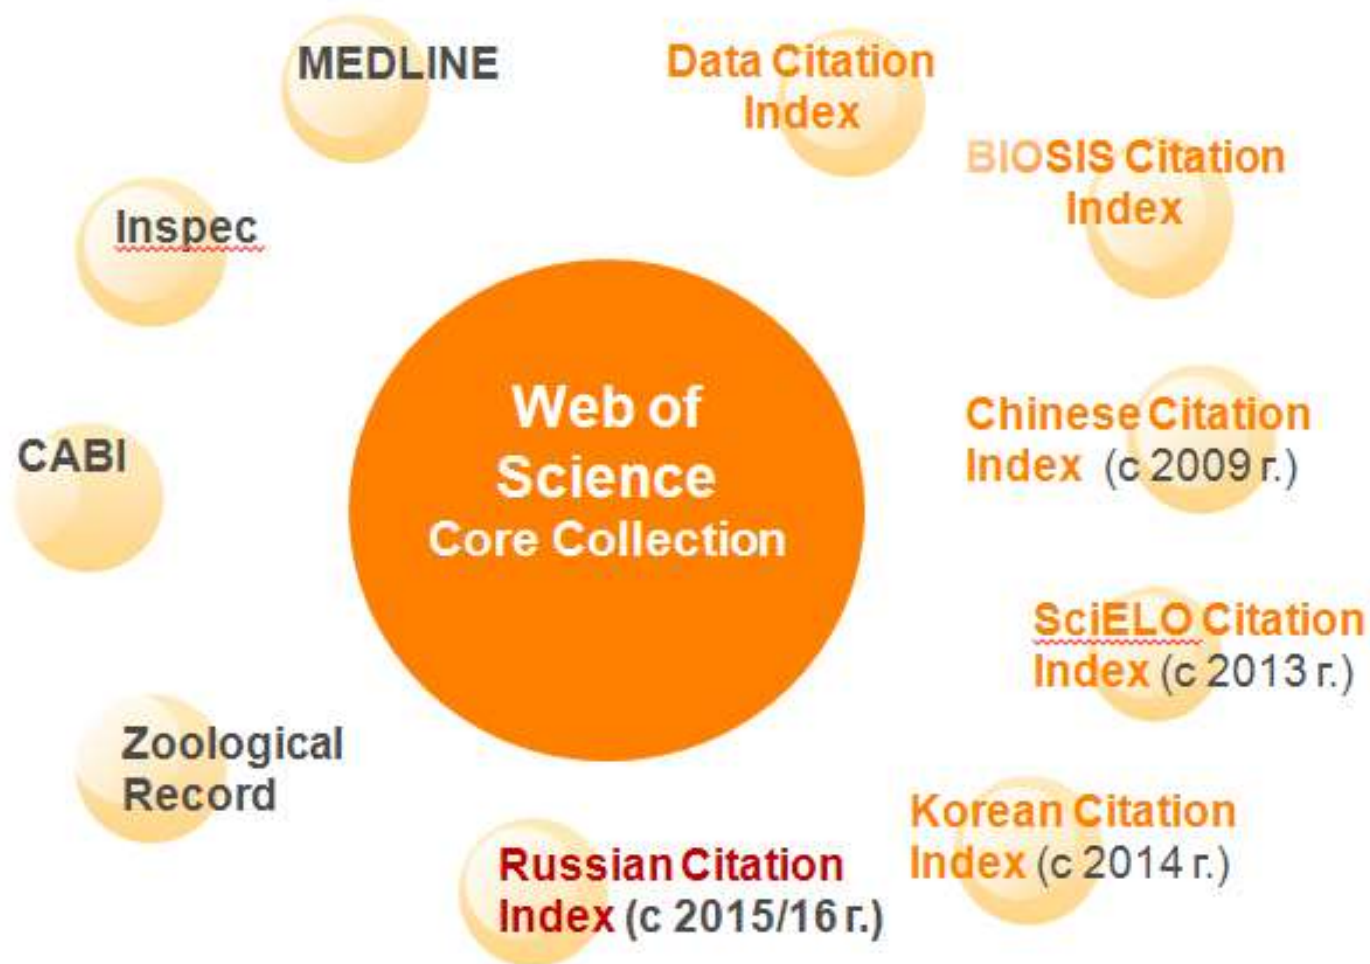 MEDLINE
Data Citation
Index
BIOSIS Citation
Index
Inspec
Web of
Science
Core Collection
Chinese Citation
Index (с 2009 г.)
CABI
SciELO Citation
Index (с 2013 г.)
Zoological
Record
Korean Citation
Index (с 2014 г.)
Russian Citation
Index (с 2015/16 г.)